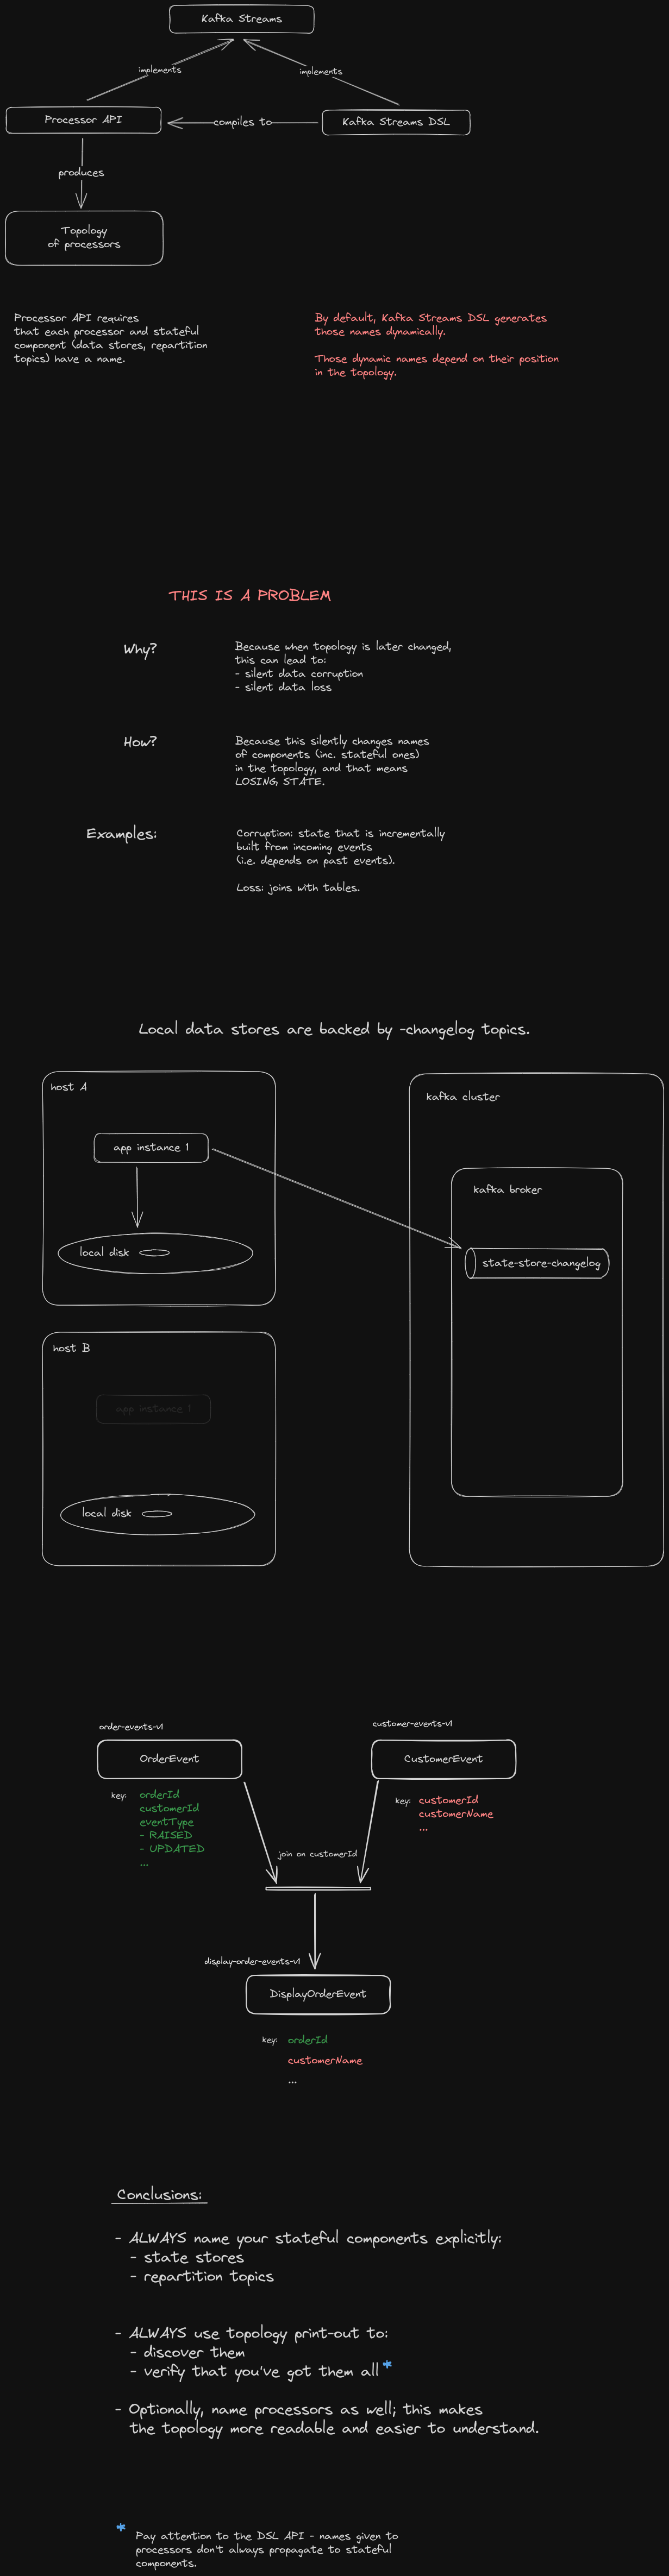 Kafka Streams
implements
implements
Processor API
compiles to
Kafka Streams DSL
produces
Topology
of processors
Processor API requires
that each processor and stateful
component (data stores, repartition
topics) have a name.
By default, Kafka Streams DSL generates
those names dynamically.
Those dynamic names depend on their position
in the topology.
THIS IS A PROBLEM
Why?
Because when topology is later changed,
this can lead to:
- silent data corruption
- silent data loss
How?
Because this silently changes names
of components (inc. stateful ones)
in the topology, and that means
LOSING STATE.
Examples:
Corruption: state that is incrementally
built from incoming events
(i.e. depends on past events).
Loss: joins with tables.
Local data stores are backed by -changelog topics.
host A
app instance 1
local disk
kafka cluster
kafka broker
state-store-changelog
host B
app instance 1
local disk
order-events-v1
OrderEvent
key:
orderId
customerId
eventType
- RAISED
- UPDATED
...
customer-events-v1
CustomerEvent
key:
customerId
customerName
...
join on customerId
display-order-events-v1
DisplayOrderEvent
key:
orderId
customerName
...
Conclusions:
- ALWAYS name your stateful components explicitly:
- state stores
- repartition topics
- ALWAYS use topology print-out to:
- discover them
- verify that you've got them all *
- Optionally, name processors as well; this makes
the topology more readable and easier to understand.
* Pay attention to the DSL API - names given to
processors don't always propagate to stateful
components.